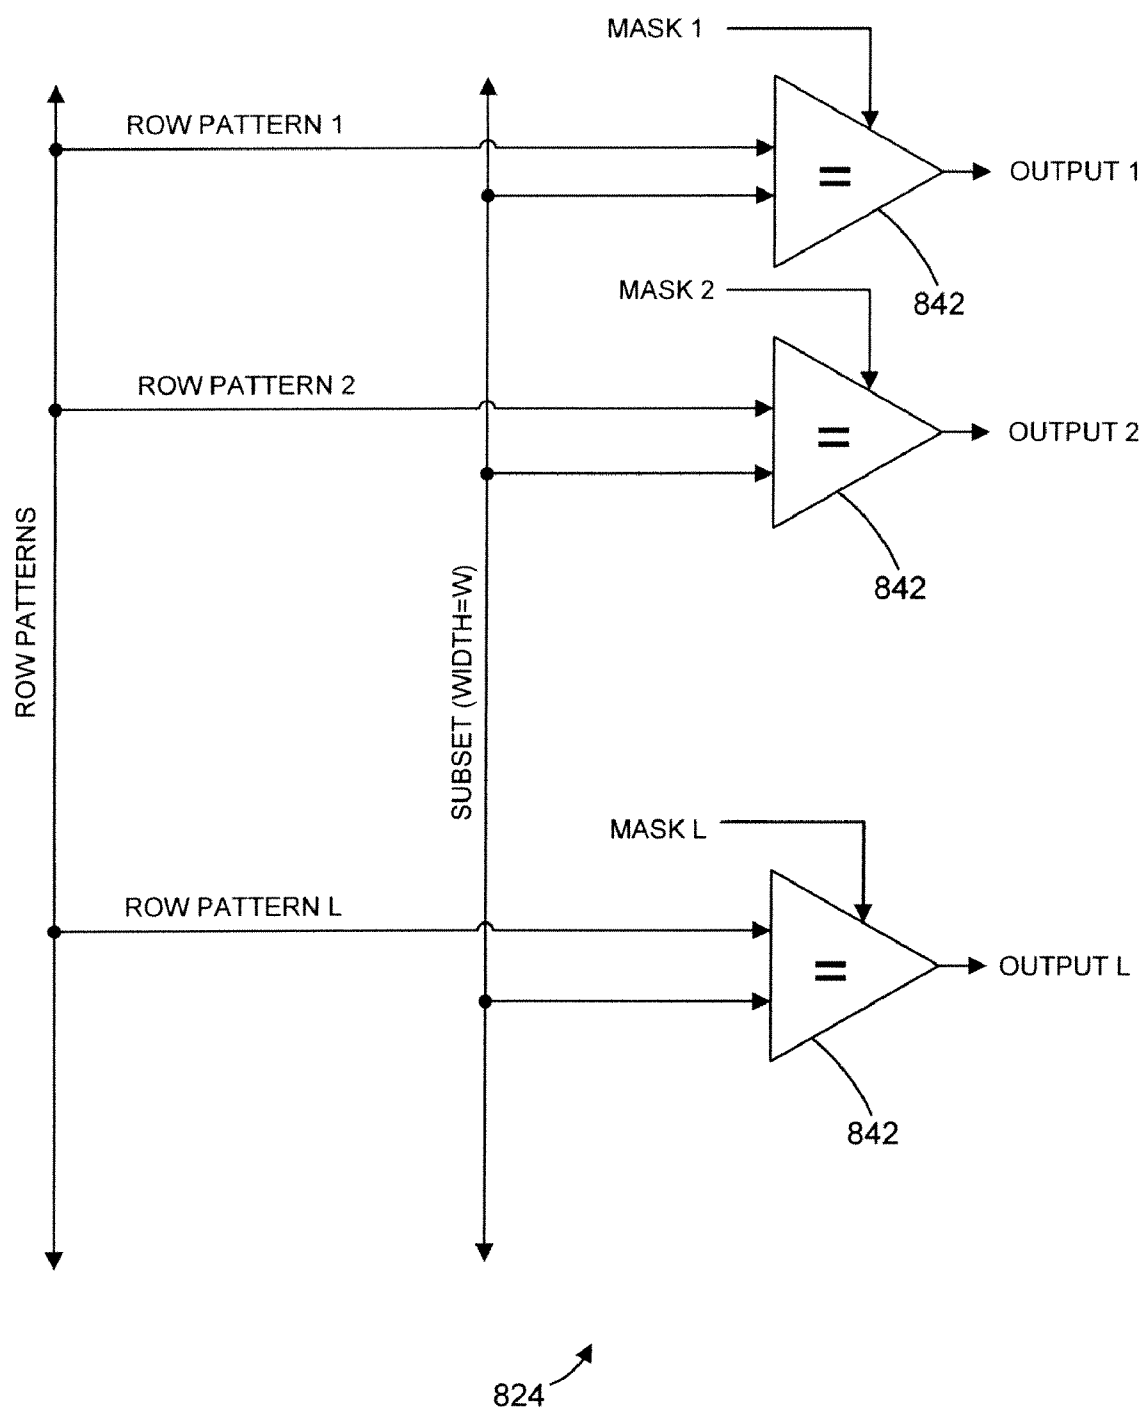 MASK 1
ROW PATTERN 1
=
OUTPUT 1
842
MASK 2
ROW PATTERN 2
=
OUTPUT 2
842
ROW PATTERNS
SUBSET (WIDTH=W)
MASK L
ROW PATTERN L
=
OUTPUT L
842
824